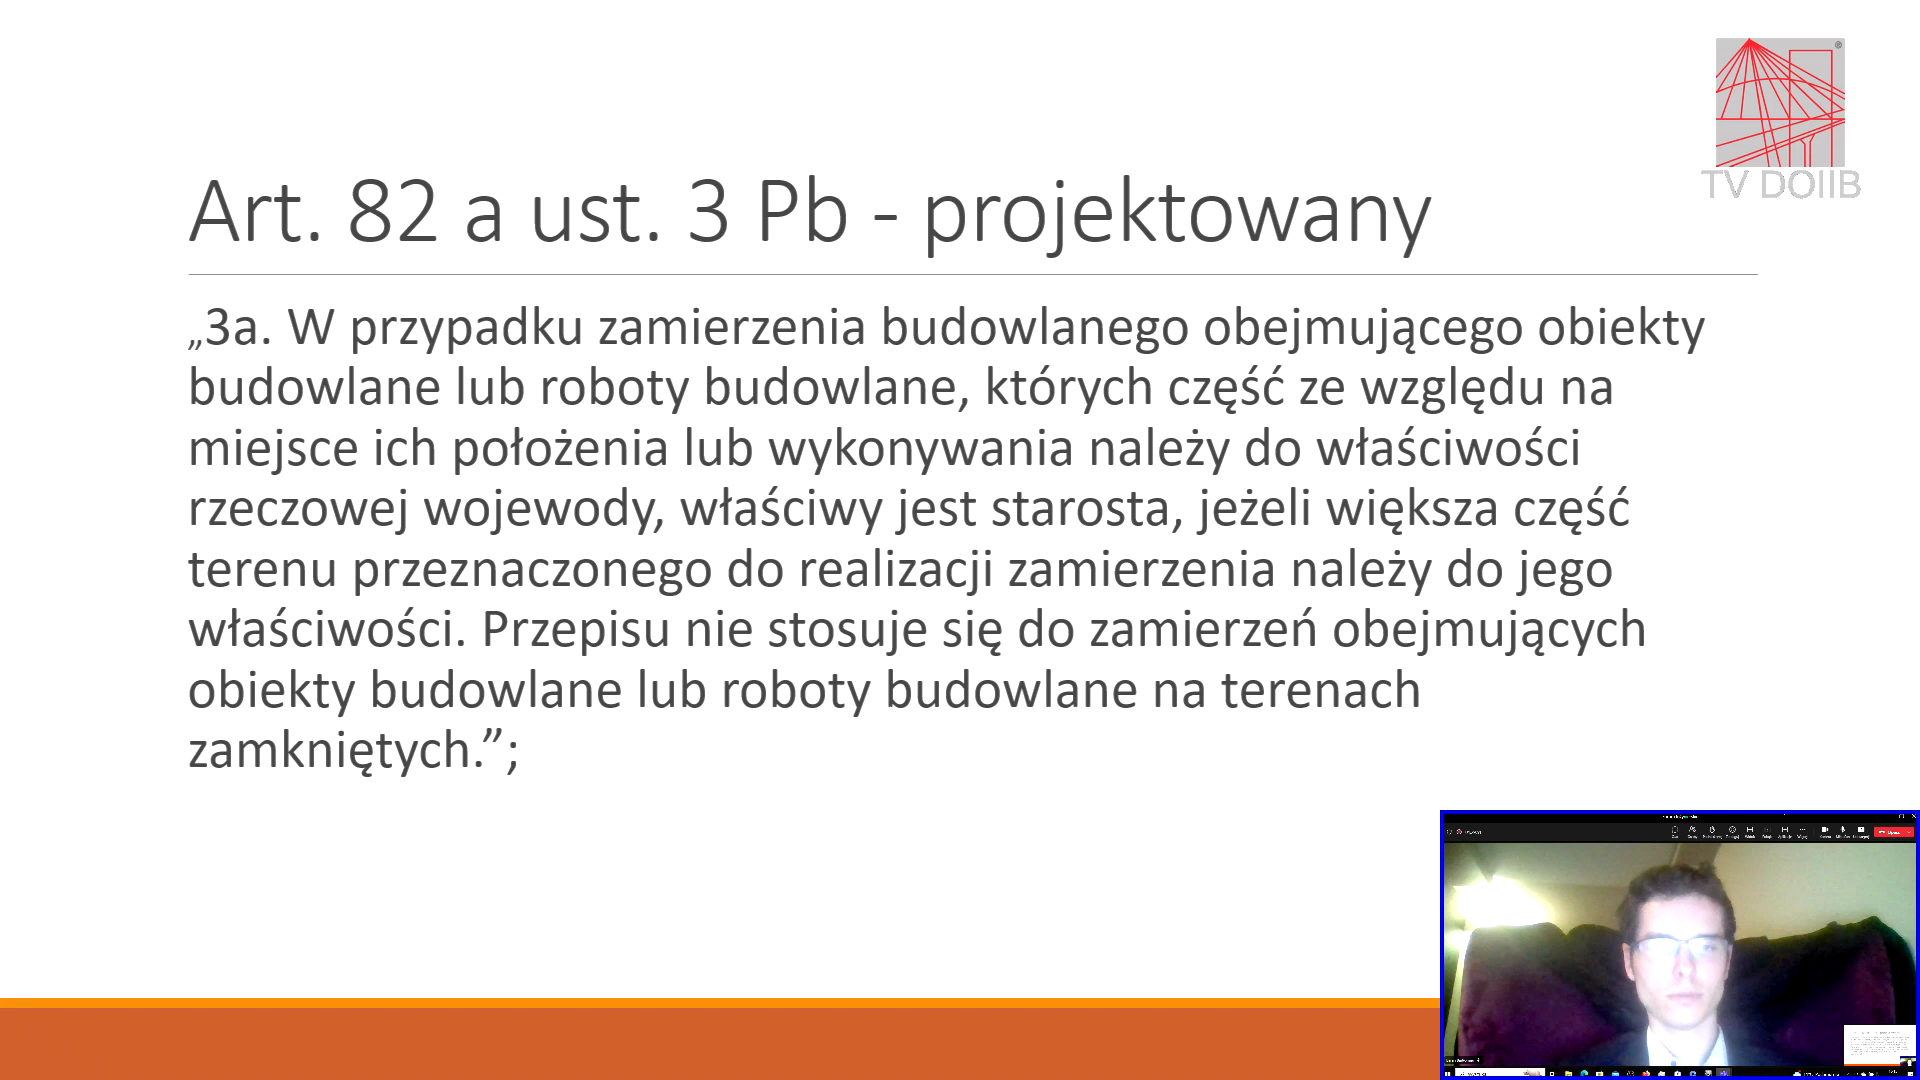 ®
TV DOIIB
Art. 82 a ust. 3 Pb - projektowany
„3a. W przypadku zamierzenia budowlanego obejmującego obiekty
budowlane lub roboty budowlane, których część ze względu na
miejsce ich położenia lub wykonywania należy do właściwości
rzeczowej wojewody, właściwy jest starosta, jeżeli większa część
terenu przeznaczonego do realizacji zamierzenia należy do jego
właściwości. Przepisu nie stosuje się do zamierzeń obejmujących
obiekty budowlane lub roboty budowlane na terenach
zamkniętych.”;